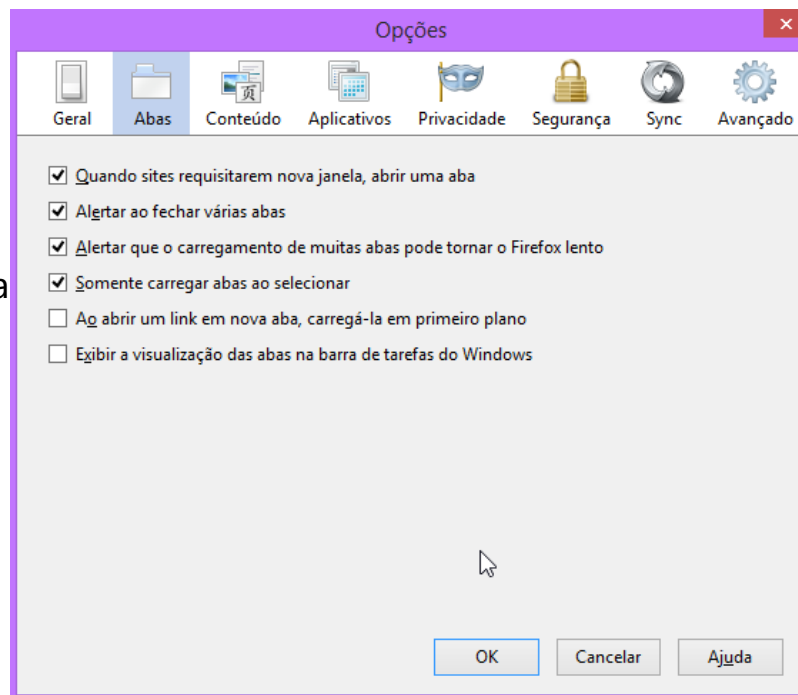 Opções
Geral Abas Conteúdo Aplicativos Privacidade Segurança Sync Avançado
Quando sites requisitarem nova janela, abrir uma aba
Alertar ao fechar várias abas
Alertar que o carregamento de muitas abas pode tornar o Firefox lento
a
Somente carregar abas ao selecionar
Ao abrir um link em nova aba, carregá-la em primeiro plano
Exibir a visualização das abas na barra de tarefas do Windows
OK Cancelar Ajuda